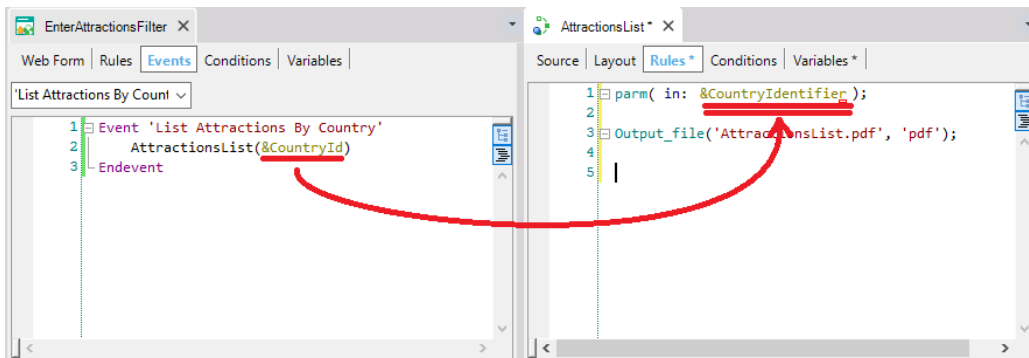 EnterAttractionsFilter
Web Form Rules Events Conditions Variables
'List Attractions By Count
1 Event 'List Attractions By Country'
2 AttractionsList(&CountryId)
3 Endevent
AttractionsList *
Source Layout Rules * Conditions Variables *
1 parm( in: &CountryIdentifier );
2
3 Output_file('AttractionsList.pdf', 'pdf');
4
5